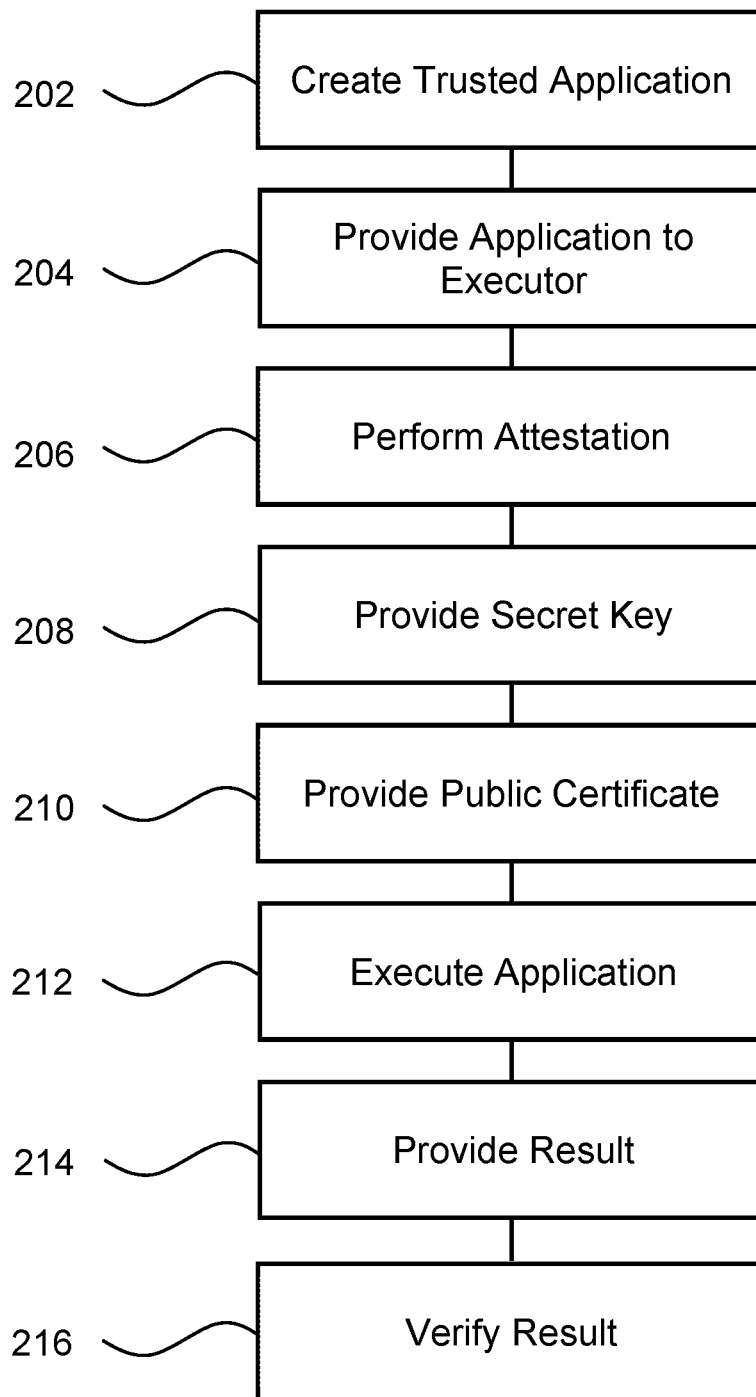 202
Create Trusted Application
204
Provide Application to
Executor
206
Perform Attestation
208
Provide Secret Key
210
Provide Public Certificate
212
Execute Application
214
Provide Result
216
Verify Result